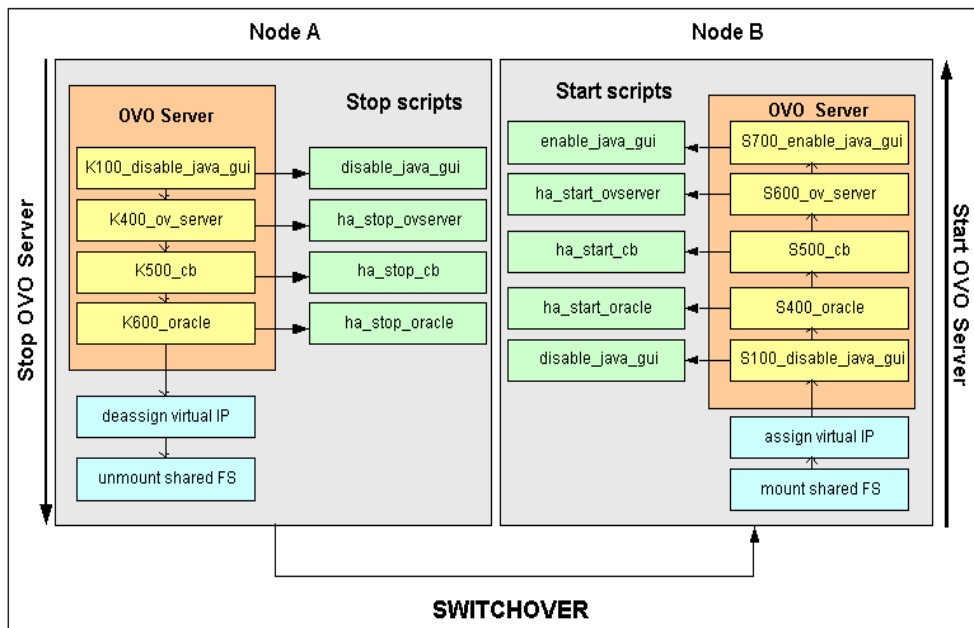 Node A
Node B
Stop OVO Server
OVO Server
Stop scripts
K100_disable_java_gui
disable_java_gui
K400_ov_server
ha_stop_ovserver
K500_cb
ha_stop_cb
K600_oracle
ha_stop_oracle
deassign virtual IP
unmount shared FS
Start scripts
OVO Server
enable_java_gui
S700_enable_java_gui
ha_start_ovserver
S600_ov_server
ha_start_cb
S500_cb
ha_start_oracle
S400_oracle
disable_java_gui
S100_disable_java_gui
assign virtual IP
mount shared FS
Start OVO Server
SWITCHOVER